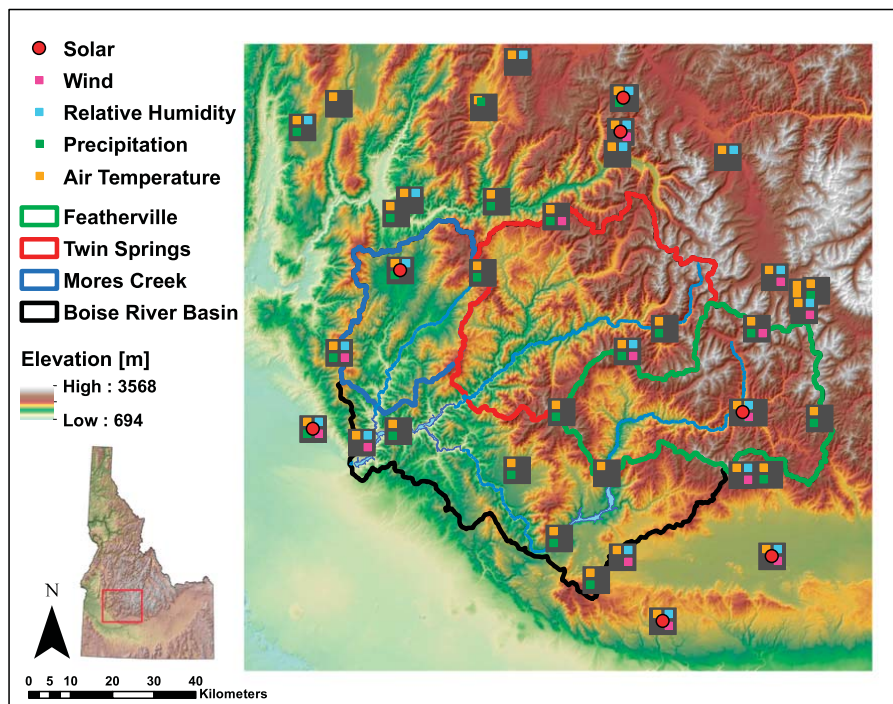 Solar
Wind
Relative Humidity
Precipitation
Air Temperature
Featherville
Twin Springs
Mores Creek
Boise River Basin
Elevation [m]
High : 3568
Low : 694
N
0 5 10 20 30 40
Kilometers